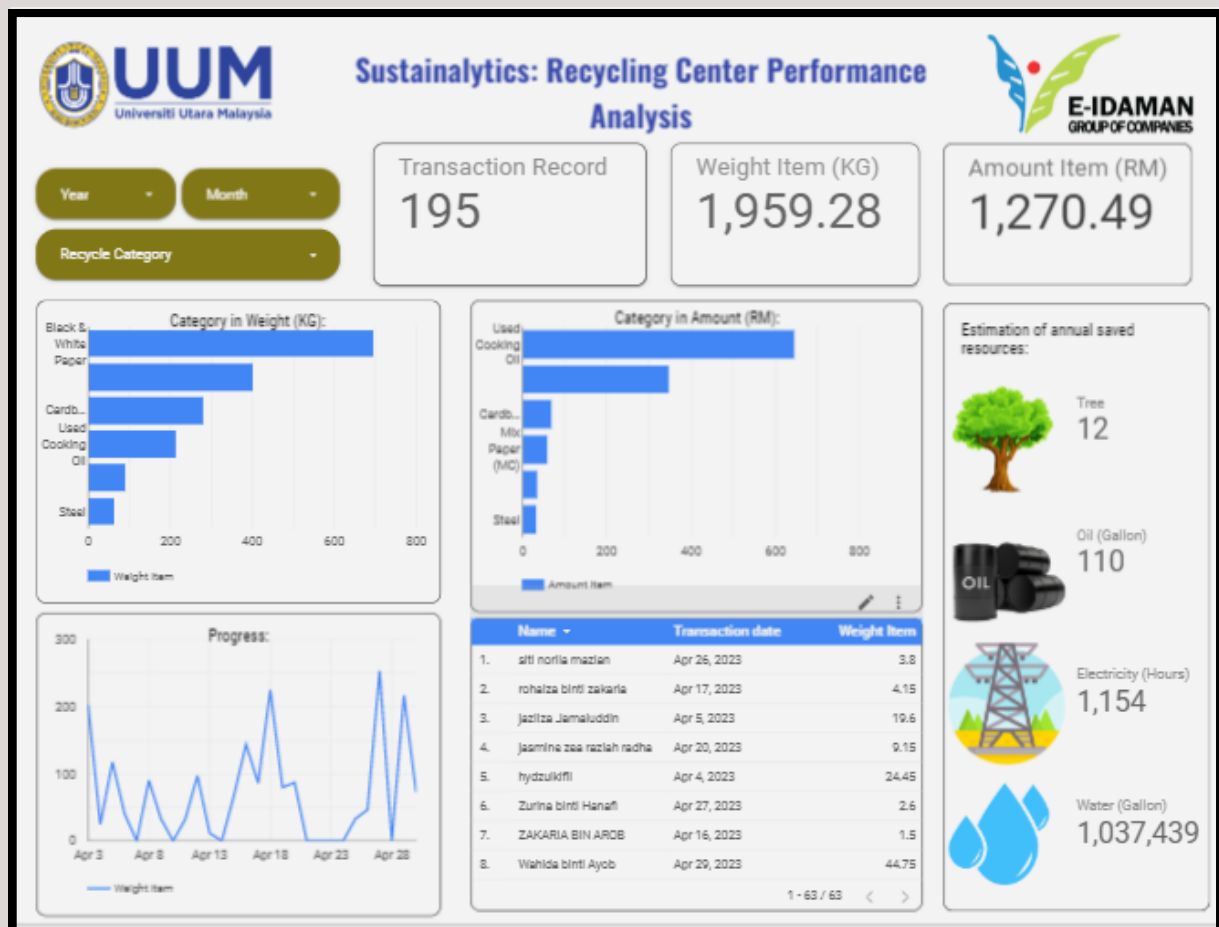 UUM
Universiti Utara Malaysia
Sustainalytics: Recycling Center Performance
Analysis
E-IDAMAN
GROUP OF COMPANIES
Year
Month
Recycle Category
Transaction Record
195
Weight Item (KG)
1,959.28
Amount Item (RM)
1,270.49
Category in Weight (KG):
Black &
White
Paper
Cardb...
Used
Cooking
Oil
Steel
0 200 400 600 800
Weight Item
Category in Amount (RM):
Used
Cooking
Oil
Cardb...
Mix
Paper
(MC)
Steel
0 200 400 600 800
Amount Item
Estimation of annual saved
resources:
Tree
12
Oil (Gallon)
110
OIL
Electricity (Hours)
1,154
Water (Gallon)
1,037,439
Progress:
300
200
100
0
Apr 3 Apr 8 Apr 13 Apr 18 Apr 23 Apr 28
Weight Item
Name Transaction date Weight Item
1. siti norlia mazlan Apr 26, 2023 3.8
2. rohaiza binti zakaria Apr 17, 2023 4.15
3. jazliza Jamaluddin Apr 5, 2023 19.6
4. jasmine zea raziah radha Apr 20, 2023 9.15
5. hydzulkifli Apr 4, 2023 24.45
6. Zurina binti Hanafi Apr 27, 2023 2.6
7. ZAKARIA BIN AROB Apr 16, 2023 1.5
8. Wahida binti Ayob Apr 29, 2023 44.75
1 - 63 / 63